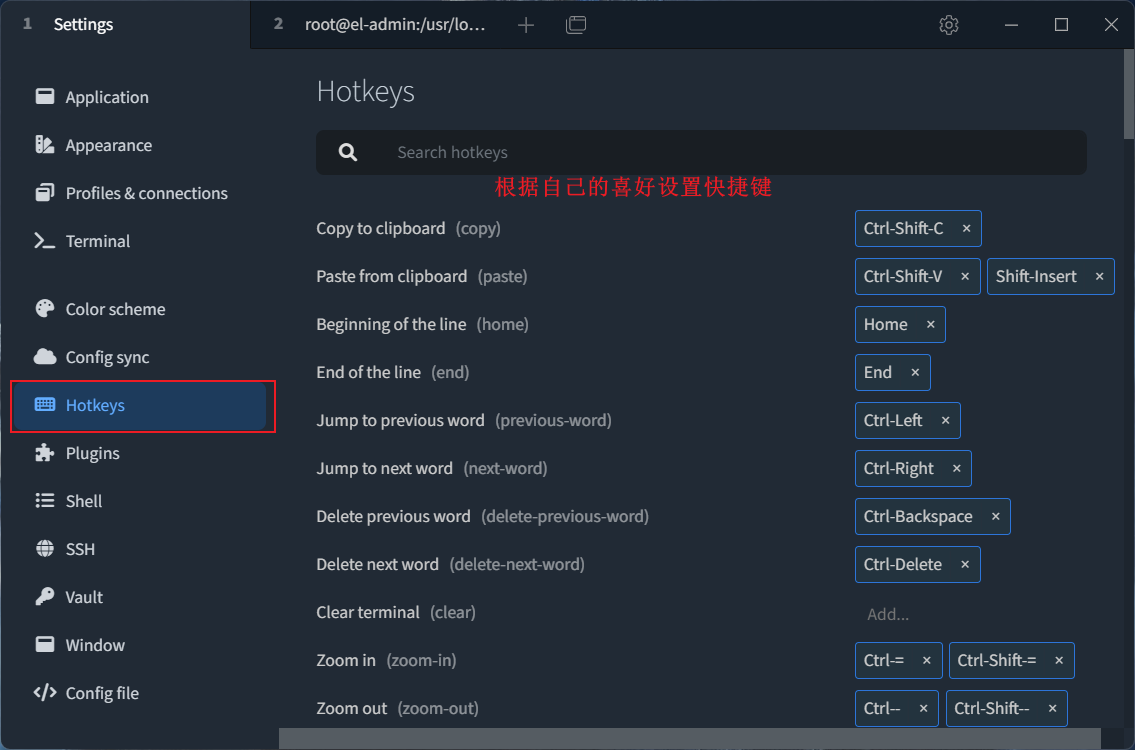 1 Settings 2 root@el-admin:/usr/lo...
Application
Appearance
Profiles & connections
Terminal
Color scheme
Config sync
Hotkeys
Plugins
Shell
SSH
Vault
Window
Config file
Hotkeys
Search hotkeys
根据自己的喜好设置快捷键
Copy to clipboard (copy) Ctrl-Shift-C ×
Paste from clipboard (paste) Ctrl-Shift-V × Shift-Insert ×
Beginning of the line (home) Home ×
End of the line (end) End ×
Jump to previous word (previous-word) Ctrl-Left ×
Jump to next word (next-word) Ctrl-Right ×
Delete previous word (delete-previous-word) Ctrl-Backspace ×
Delete next word (delete-next-word) Ctrl-Delete ×
Clear terminal (clear) Add...
Zoom in (zoom-in) Ctrl-= × Ctrl-Shift-= ×
Zoom out (zoom-out) Ctrl-- × Ctrl-Shift-- ×